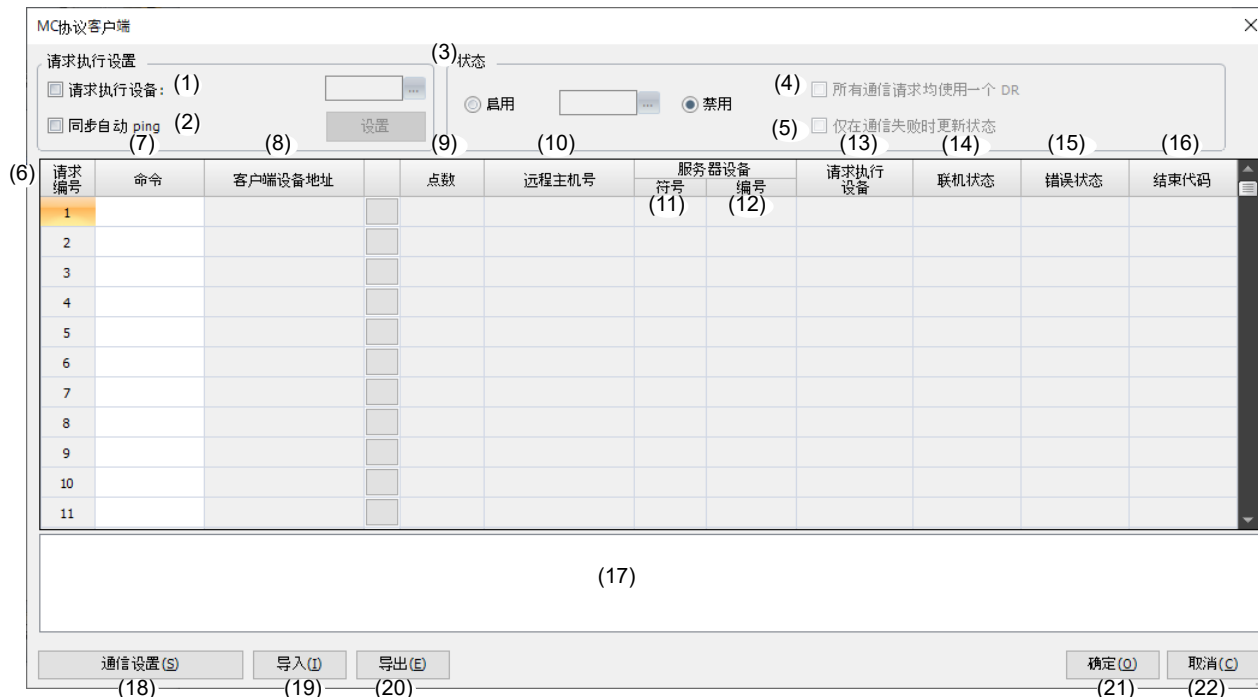 MC协议客户端
请求执行设置
(3) 状态
请求执行设备: (1) ...
启用 ... 禁用
(4) 所有通信请求均使用一个 DR
同步自动 ping (2) 设置
(5) 仅在通信失败时更新状态
(7) (8) (9) (10) (13) (14) (15) (16)
(6) 请求编号 命令 客户端设备地址 点数 远程主机号 服务器设备 请求执行设备 联机状态 错误状态 结束代码
符号 编号
(11) (12)
1
2
3
4
5
6
7
8
9
10
11
(17)
通信设置(S) 导入(I) 导出(E) 确定(O) 取消(C)
(18) (19) (20) (21) (22)